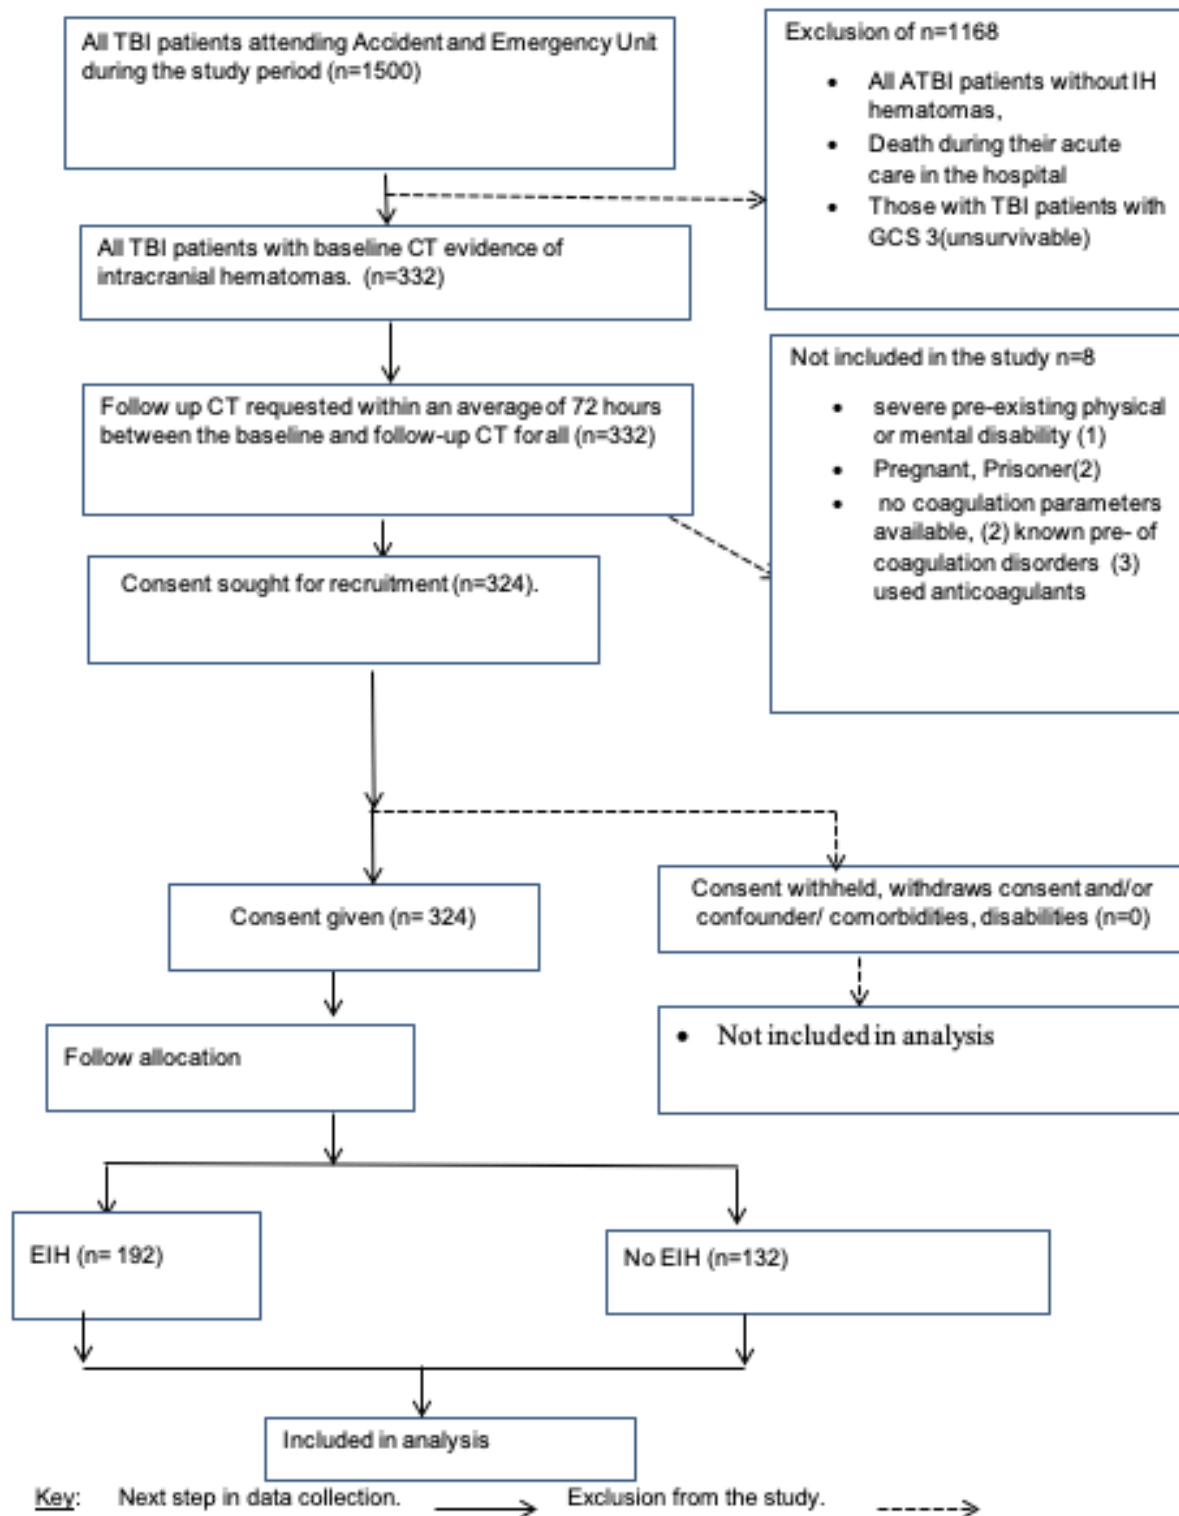 All TBI patients attending Accident and Emergency Unit
during the study period (n=1500)
Exclusion of n=1168
• All ATBI patients without IH
hematomas,
• Death during their acute
care in the hospital
• Those with TBI patients with
GCS 3(unsurvivable)
All TBI patients with baseline CT evidence of
intracranial hematomas. (n=332)
Not included in the study n=8
• severe pre-existing physical
or mental disability (1)
• Pregnant, Prisoner(2)
• no coagulation parameters
available, (2) known pre- of
coagulation disorders (3)
used anticoagulants
Follow up CT requested within an average of 72 hours
between the baseline and follow-up CT for all (n=332)
Consent sought for recruitment (n=324).
Consent given (n= 324)
Consent withheld, withdraws consent and/or
confounder/ comorbidities, disabilities (n=0)
• Not included in analysis
Follow allocation
EIH (n= 192)
No EIH (n=132)
Included in analysis
Key: Next step in data collection. Exclusion from the study.